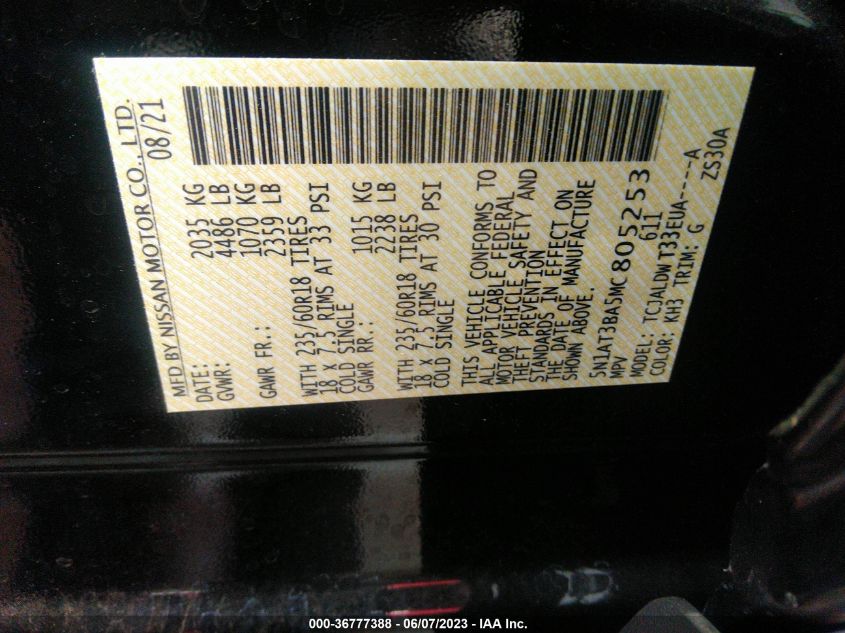 MFD BY NISSAN MOTOR CO., LTD.
DATE: 08/21
GVWR: 2035 KG
4486 LB
GAWR FR.: 1070 KG
2359 LB
WITH 235/60R18 TIRES
18 X 7.5 RIMS AT 33 PSI
COLD SINGLE
GAWR RR.: 1015 KG
2238 LB
WITH 235/60R18 TIRES
18 X 7.5 RIMS AT 30 PSI
COLD SINGLE
THIS VEHICLE CONFORMS TO
ALL APPLICABLE FEDERAL
MOTOR VEHICLE SAFETY AND
THEFT PREVENTION
STANDARDS IN EFFECT ON
THE DATE OF MANUFACTURE
SHOWN ABOVE.
5N1AT3BA5MC805253
MPV 611
MODEL: TCJALDWT33EUA-----A
COLOR: KH3 TRIM: G ZS30A
000-36777388 - 06/07/2023 - IAA Inc.